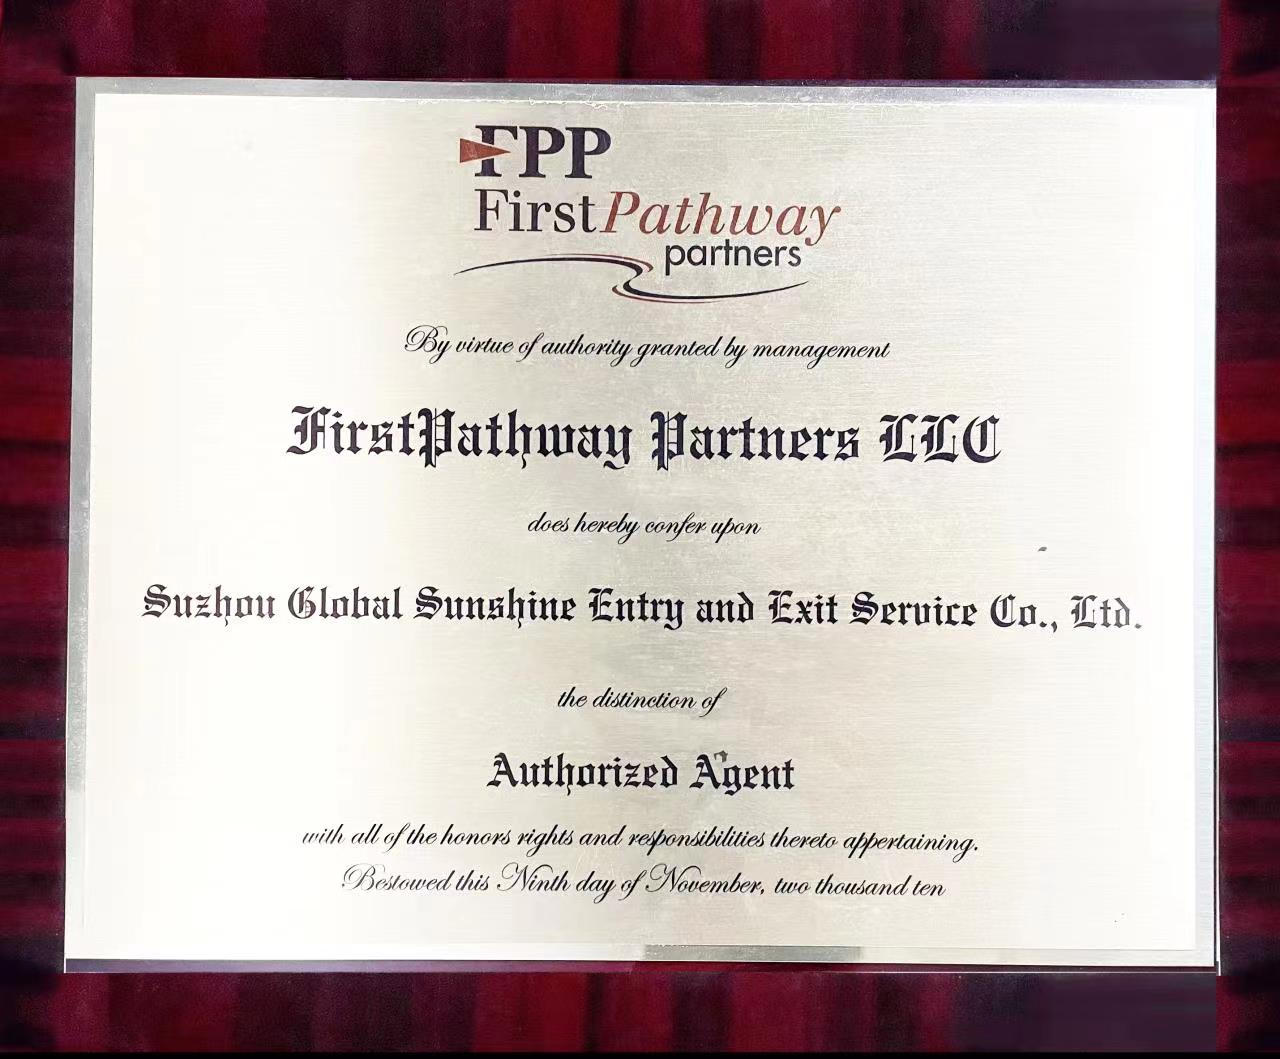 FPP
FirstPathway
partners
By virtue of authority granted by management
FirstPathway Partners LLC
does hereby confer upon
Suzhou Global Sunshine Entry and Exit Service Co., Ltd.
the distinction of
Authorized Agent
with all of the honors rights and responsibilities thereto appertaining.
Bestowed this Ninth day of November, two thousand ten